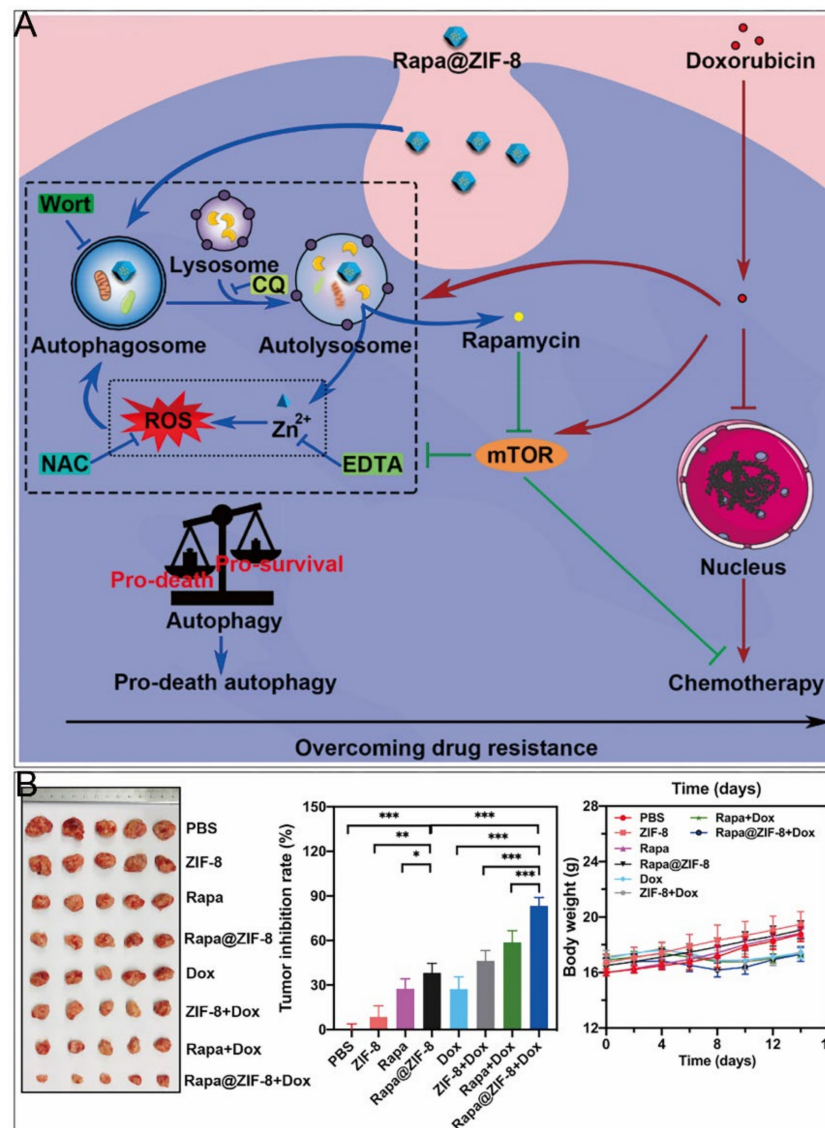 A
Rapa@ZIF-8
Doxorubicin
Wort
Lysosome
CQ
Autophagosome
Autolysosome
Rapamycin
ROS
Zn2+
NAC
EDTA
mTOR
Nucleus
Pro-death
Pro-survival
Autophagy
Pro-death autophagy
Chemotherapy
Overcoming drug resistance
B
PBS
ZIF-8
Rapa
Rapa@ZIF-8
Dox
ZIF-8+Dox
Rapa+Dox
Rapa@ZIF-8+Dox
Tumor inhibition rate (%)
150
120
90
60
30
0
***
***
**
***
*
***
***
PBS
ZIF-8
Rapa
Rapa@ZIF-8
Dox
ZIF-8+Dox
Rapa+Dox
Rapa@ZIF-8+Dox
Time (days)
Body weight (g)
28
24
20
16
12
PBS
ZIF-8
Rapa
Rapa@ZIF-8
Dox
ZIF-8+Dox
Rapa+Dox
Rapa@ZIF-8+Dox
0 4 8 12
Time (days)